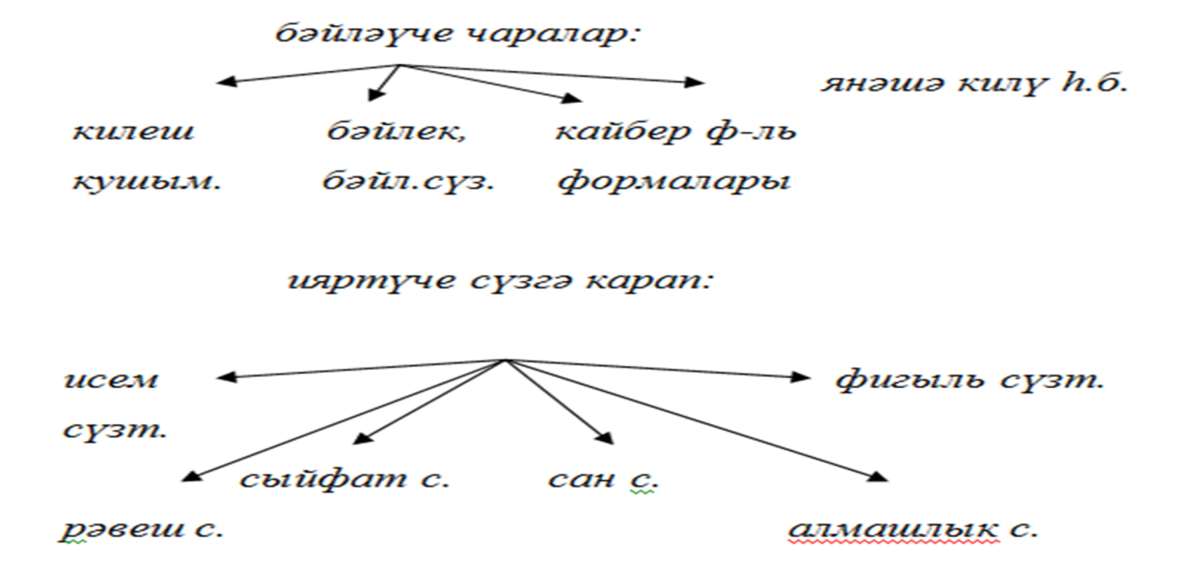 бәйләүче чаралар:
янәшә килү һ.б.
килеш бәйлек, кайбер ф-ль
кушым. бәйл.сүз. формалары
ияртүче сүзгә карап:
исем фигыль сүзт.
сүзт.
сыйфат с. сан с.
рәвеш с. алмашлык с.